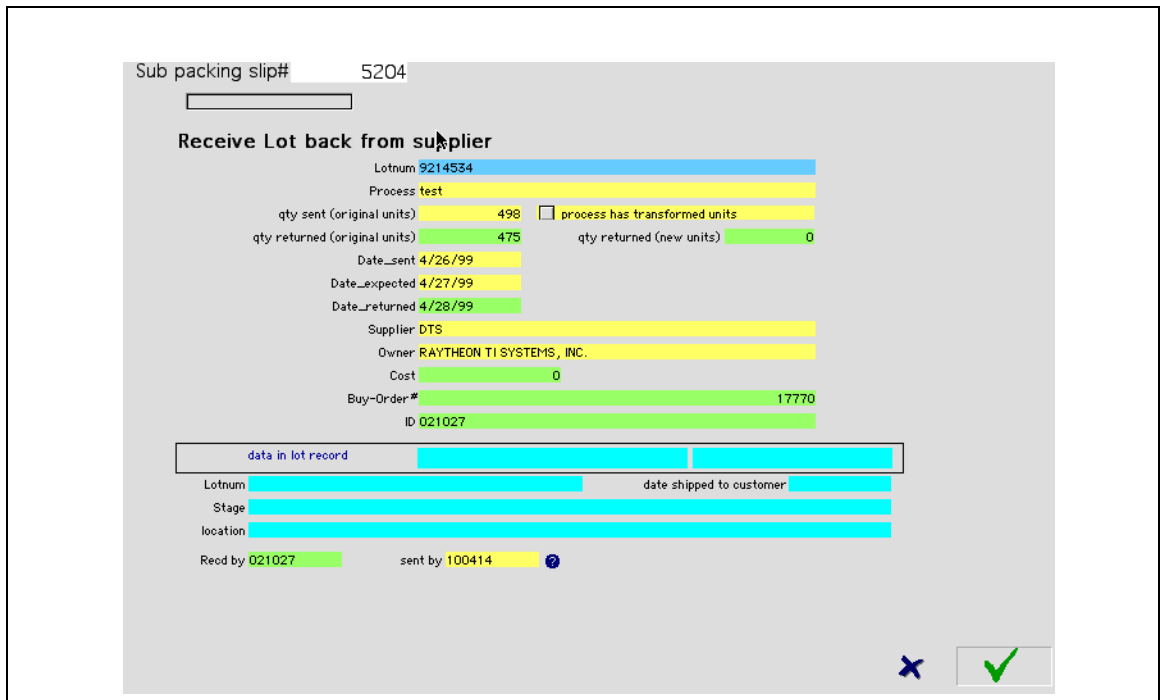 Sub packing slip# 5204
Receive Lot back from supplier
Lotnum 9214534
Process test
qty sent (original units) 498 process has transformed units
qty returned (original units) 475 qty returned (new units) 0
Date_sent 4/26/99
Date_expected 4/27/99
Date_returned 4/28/99
Supplier DTS
Owner RAYTHEON TI SYSTEMS, INC.
Cost 0
Buy-Order# 17770
ID 021027
data in lot record
Lotnum date shipped to customer
Stage
location
Recd by 021027 sent by 100414 ?